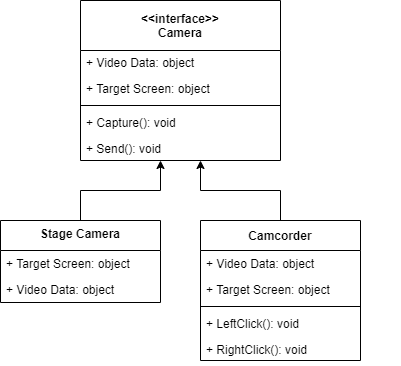 <<interface>>
Camera
+ Video Data: object
+ Target Screen: object
+ Capture(): void
+ Send(): void
Stage Camera
+ Target Screen: object
+ Video Data: object
Camcorder
+ Video Data: object
+ Target Screen: object
+ LeftClick(): void
+ RightClick(): void